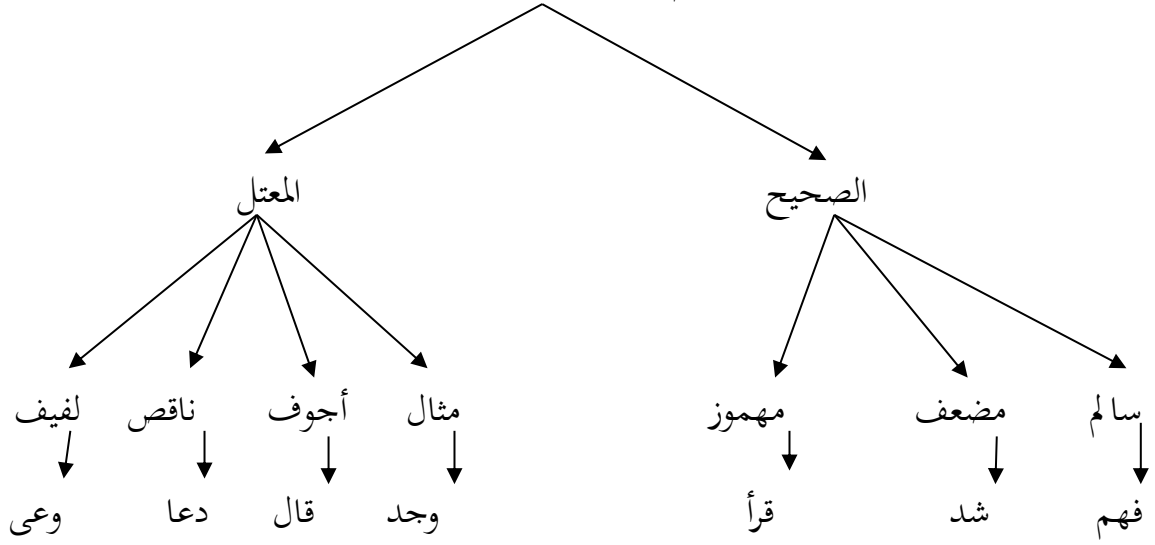 الصحيح المعتل
سالم مضعف مهموز مثال أجوف ناقص لفيف
فهم شد قرأ وجد قال دعا وعى